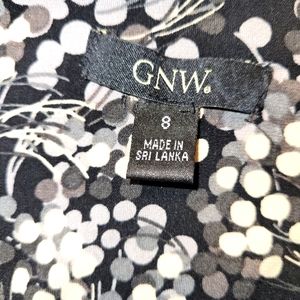 GNW.
8
MADE IN
SRI LANKA